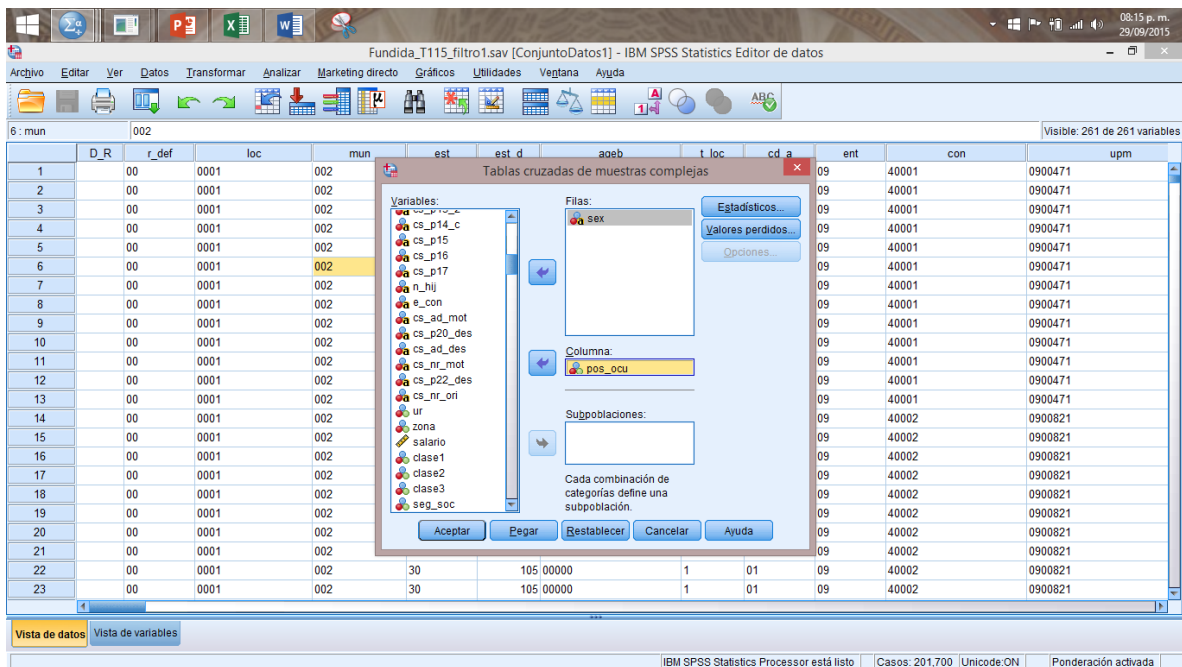 08:15 p. m.
29/09/2015
Fundida_T115_filtro1.sav [ConjuntoDatos1] - IBM SPSS Statistics Editor de datos
Archivo Editar Ver Datos Transformar Analizar Marketing directo Gráficos Utilidades Ventana Ayuda
6 : mun 002 Visible: 261 de 261 variables
D_R r_def loc mun est est_d ageb t_loc cd_a ent con upm
1 00 0001 002 09 40001 0900471
2 00 0001 002 09 40001 0900471
3 00 0001 002 09 40001 0900471
4 00 0001 002 09 40001 0900471
5 00 0001 002 09 40001 0900471
6 00 0001 002 09 40001 0900471
7 00 0001 002 09 40001 0900471
8 00 0001 002 09 40001 0900471
9 00 0001 002 09 40001 0900471
10 00 0001 002 09 40001 0900471
11 00 0001 002 09 40001 0900471
12 00 0001 002 09 40001 0900471
13 00 0001 002 09 40001 0900471
14 00 0001 002 09 40002 0900821
15 00 0001 002 09 40002 0900821
16 00 0001 002 09 40002 0900821
17 00 0001 002 09 40002 0900821
18 00 0001 002 09 40002 0900821
19 00 0001 002 09 40002 0900821
20 00 0001 002 09 40002 0900821
21 00 0001 002 09 40002 0900821
22 00 0001 002 30 105 00000 1 01 09 40002 0900821
23 00 0001 002 30 105 00000 1 01 09 40002 0900821
Tablas cruzadas de muestras complejas
Variables:
cs_p14_c
cs_p15
cs_p16
cs_p17
n_hij
e_con
cs_ad_mot
cs_p20_des
cs_ad_des
cs_nr_mot
cs_p22_des
cs_nr_ori
ur
zona
salario
clase1
clase2
clase3
seg_soc
Filas:
sex
Columna:
pos_ocu
Subpoblaciones:
Cada combinación de
categorías define una
subpoblación.
Estadísticos...
Valores perdidos...
Opciones...
Aceptar Pegar Restablecer Cancelar Ayuda
Vista de datos Vista de variables
IBM SPSS Statistics Processor está listo Casos: 201,700 Unicode:ON Ponderación activada